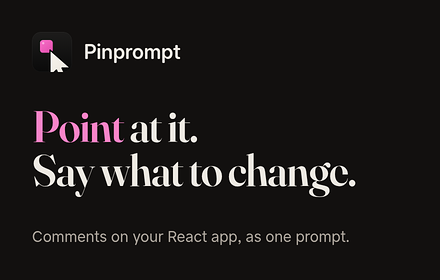 Pinprompt
Point at it.
Say what to change.
Comments on your React app, as one prompt.